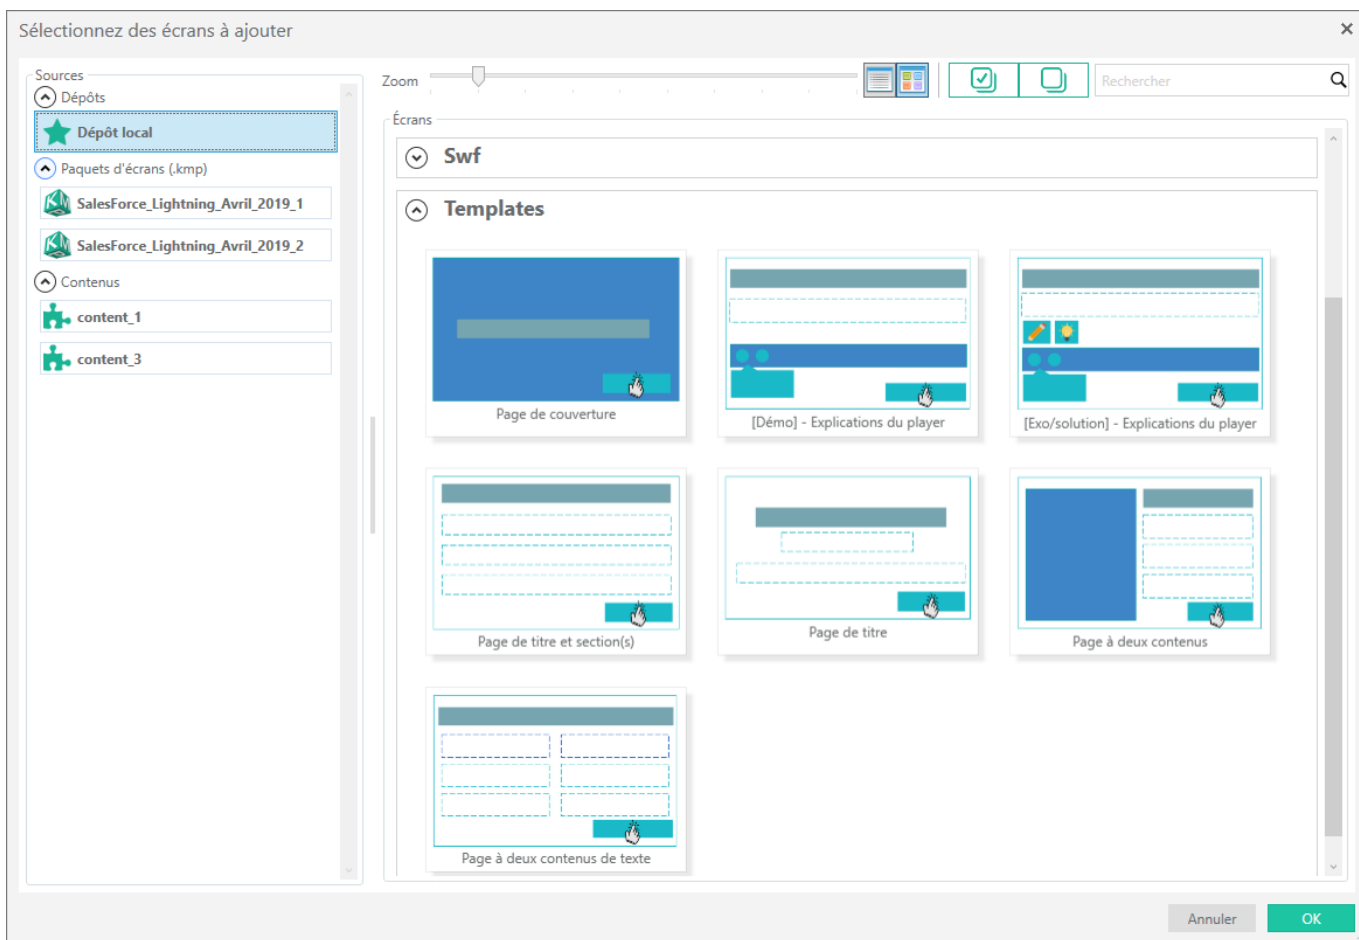 Sélectionnez des écrans à ajouter
Sources
Dépôts
Dépôt local
Paquets d'écrans (.kmp)
SalesForce_Lightning_Avril_2019_1
SalesForce_Lightning_Avril_2019_2
Contenus
content_1
content_3
Zoom
Rechercher
Écrans
Swf
Templates
Page de couverture
[Démo] - Explications du player
[Exo/solution] - Explications du player
Page de titre et section(s)
Page de titre
Page à deux contenus
Page à deux contenus de texte
Annuler
OK